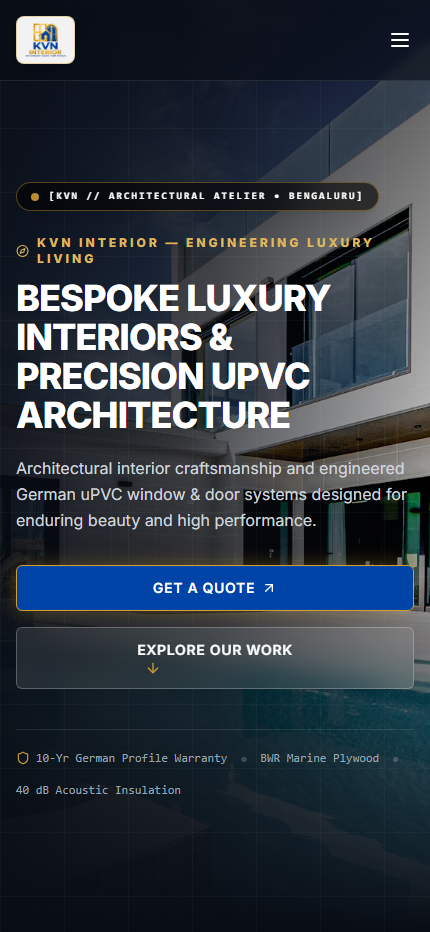 KVN
INTERIOR
[KVN // ARCHITECTURAL ATELIER • BENGALURU]
KVN INTERIOR — ENGINEERING LUXURY
LIVING
BESPOKE LUXURY
INTERIORS &
PRECISION UPVC
ARCHITECTURE
Architectural interior craftsmanship and engineered
German uPVC window & door systems designed for
enduring beauty and high performance.
GET A QUOTE
EXPLORE OUR WORK
10-Yr German Profile Warranty • BWR Marine Plywood •
40 dB Acoustic Insulation